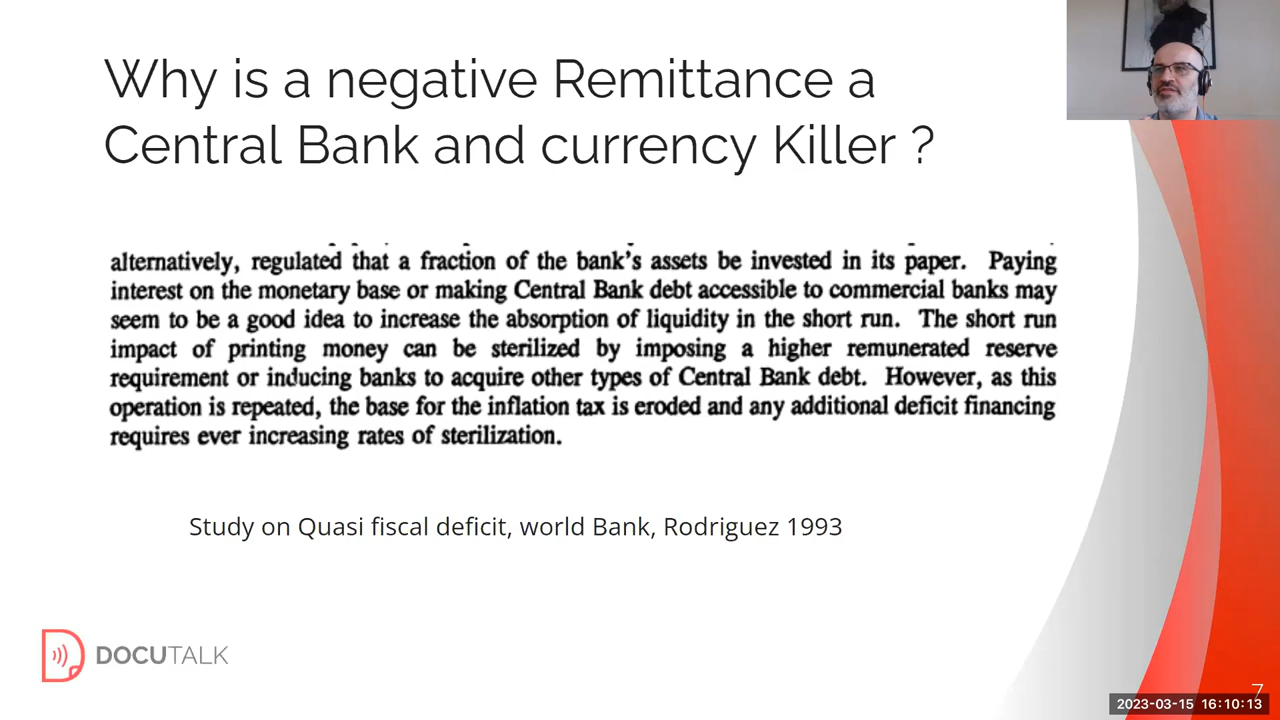 Why is a negative Remittance a
Central Bank and currency Killer ?
alternatively, regulated that a fraction of the bank's assets be invested in its paper. Paying
interest on the monetary base or making Central Bank debt accessible to commercial banks may
seem to be a good idea to increase the absorption of liquidity in the short run. The short run
impact of printing money can be sterilized by imposing a higher remunerated reserve
requirement or inducing banks to acquire other types of Central Bank debt. However, as this
operation is repeated, the base for the inflation tax is eroded and any additional deficit financing
requires ever increasing rates of sterilization.
Study on Quasi fiscal deficit, world Bank, Rodriguez 1993
DOCUTALK
7
2023-03-15 16:10:13